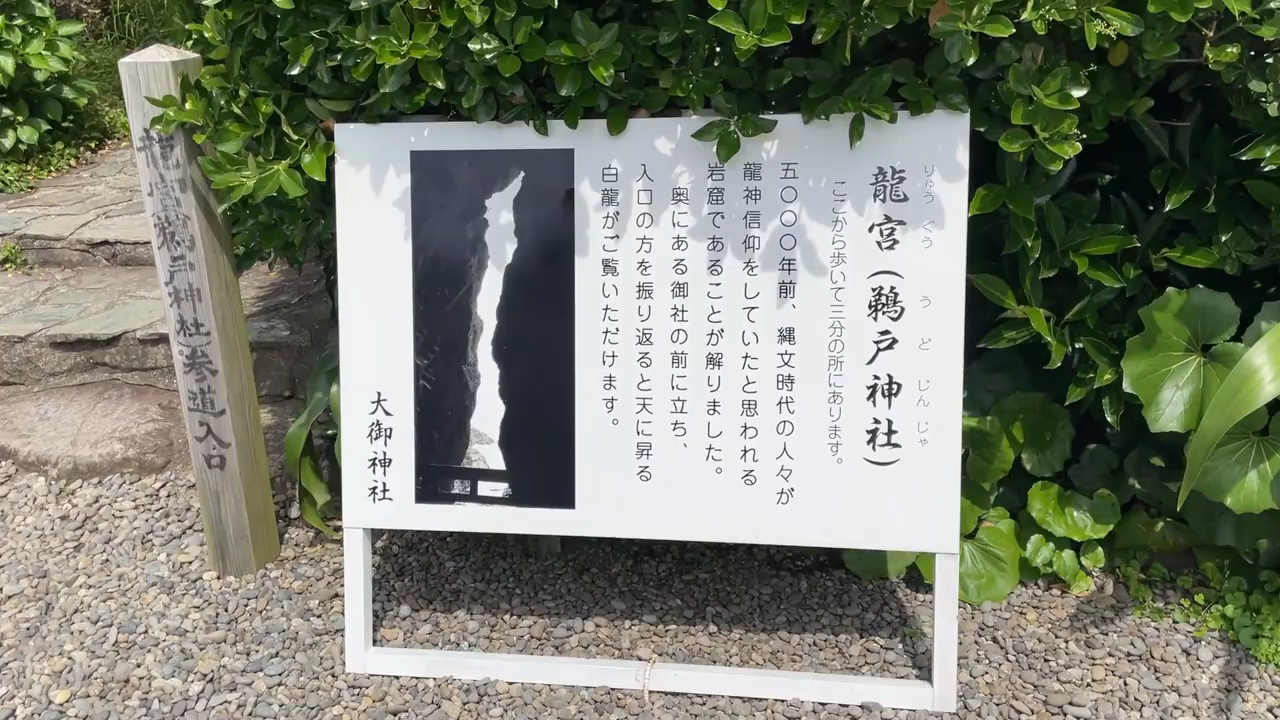 りゅう ぐう う ど じん じゃ
龍宮(鵜戸神社)
ここから歩いて三分の所にあります。
五〇〇〇年前、縄文時代の人々が
龍神信仰をしていたと思われる
岩窟であることが解りました。
奥にある御社の前に立ち、
入口の方を振り返ると天に昇る
白龍がご覧いただけます。
大御神社
龍宮鵜戸神社参道入口